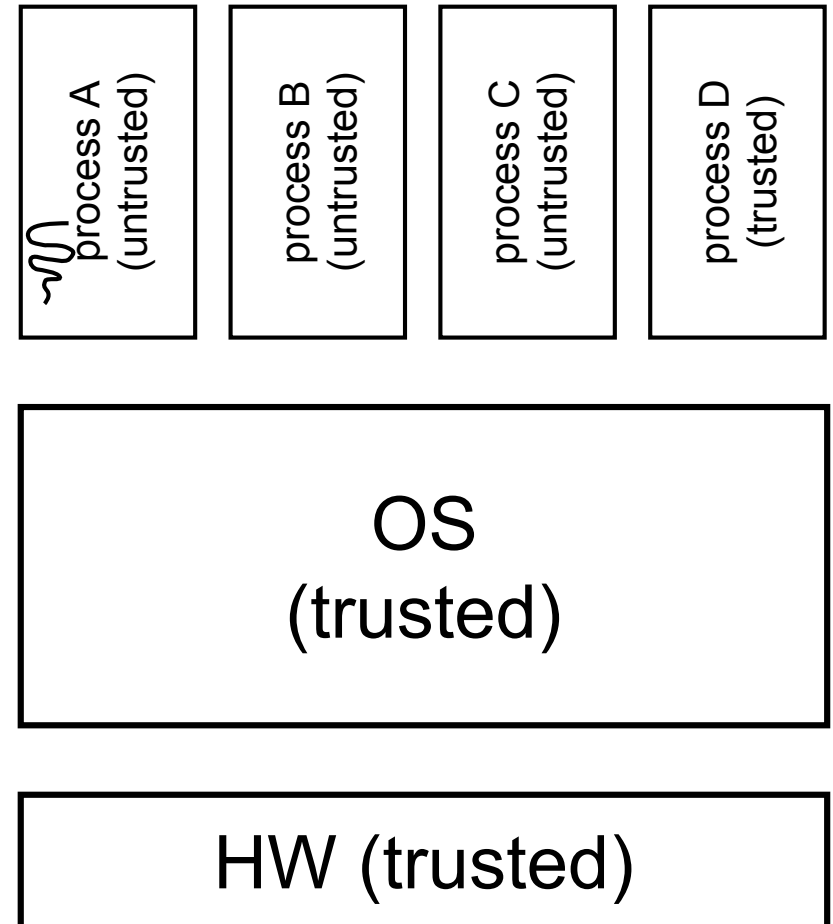 process A
(untrusted)
process B
(untrusted)
process C
(untrusted)
process D
(trusted)
OS
(trusted)
HW (trusted)